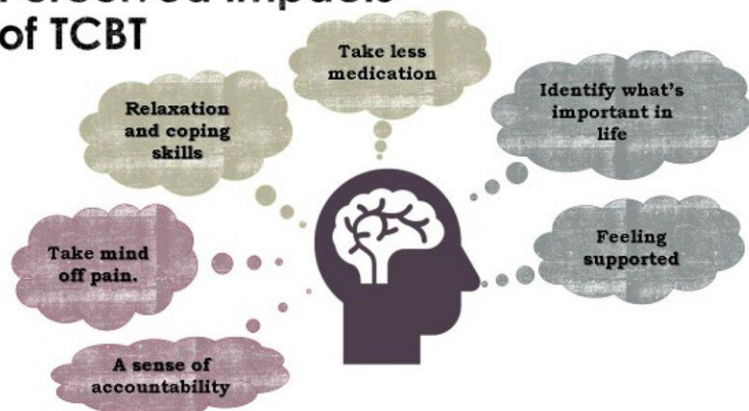 of TCBT
Take less
medication
Relaxation
and coping
skills
Identify what's
important in
life
Take mind
off pain.
Feeling
supported
A sense of
accountability